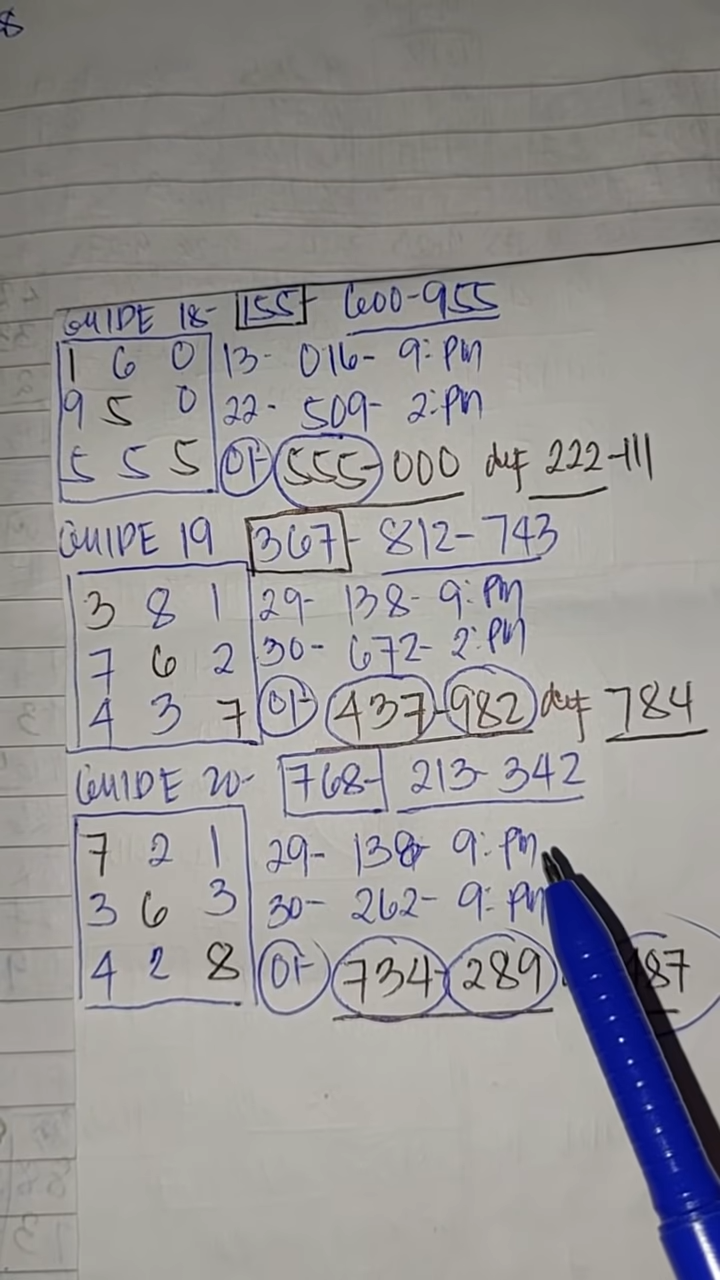 8
GUIDE 18- 155- 600-955
1 6 0 13- 016- 9:PM
9 5 0 22- 509- 2:PM
5 5 5 01- 555-000 def 222-111
GUIDE 19 367- 812-743
3 8 1 29- 138- 9:PM
7 6 2 30- 672- 2:PM
4 3 7 01- 437-982 def 784
GUIDE 20- 768- 213-342
7 2 1 29- 138- 9:PM
3 6 3 30- 262- 9:PM
4 2 8 01- 734-289